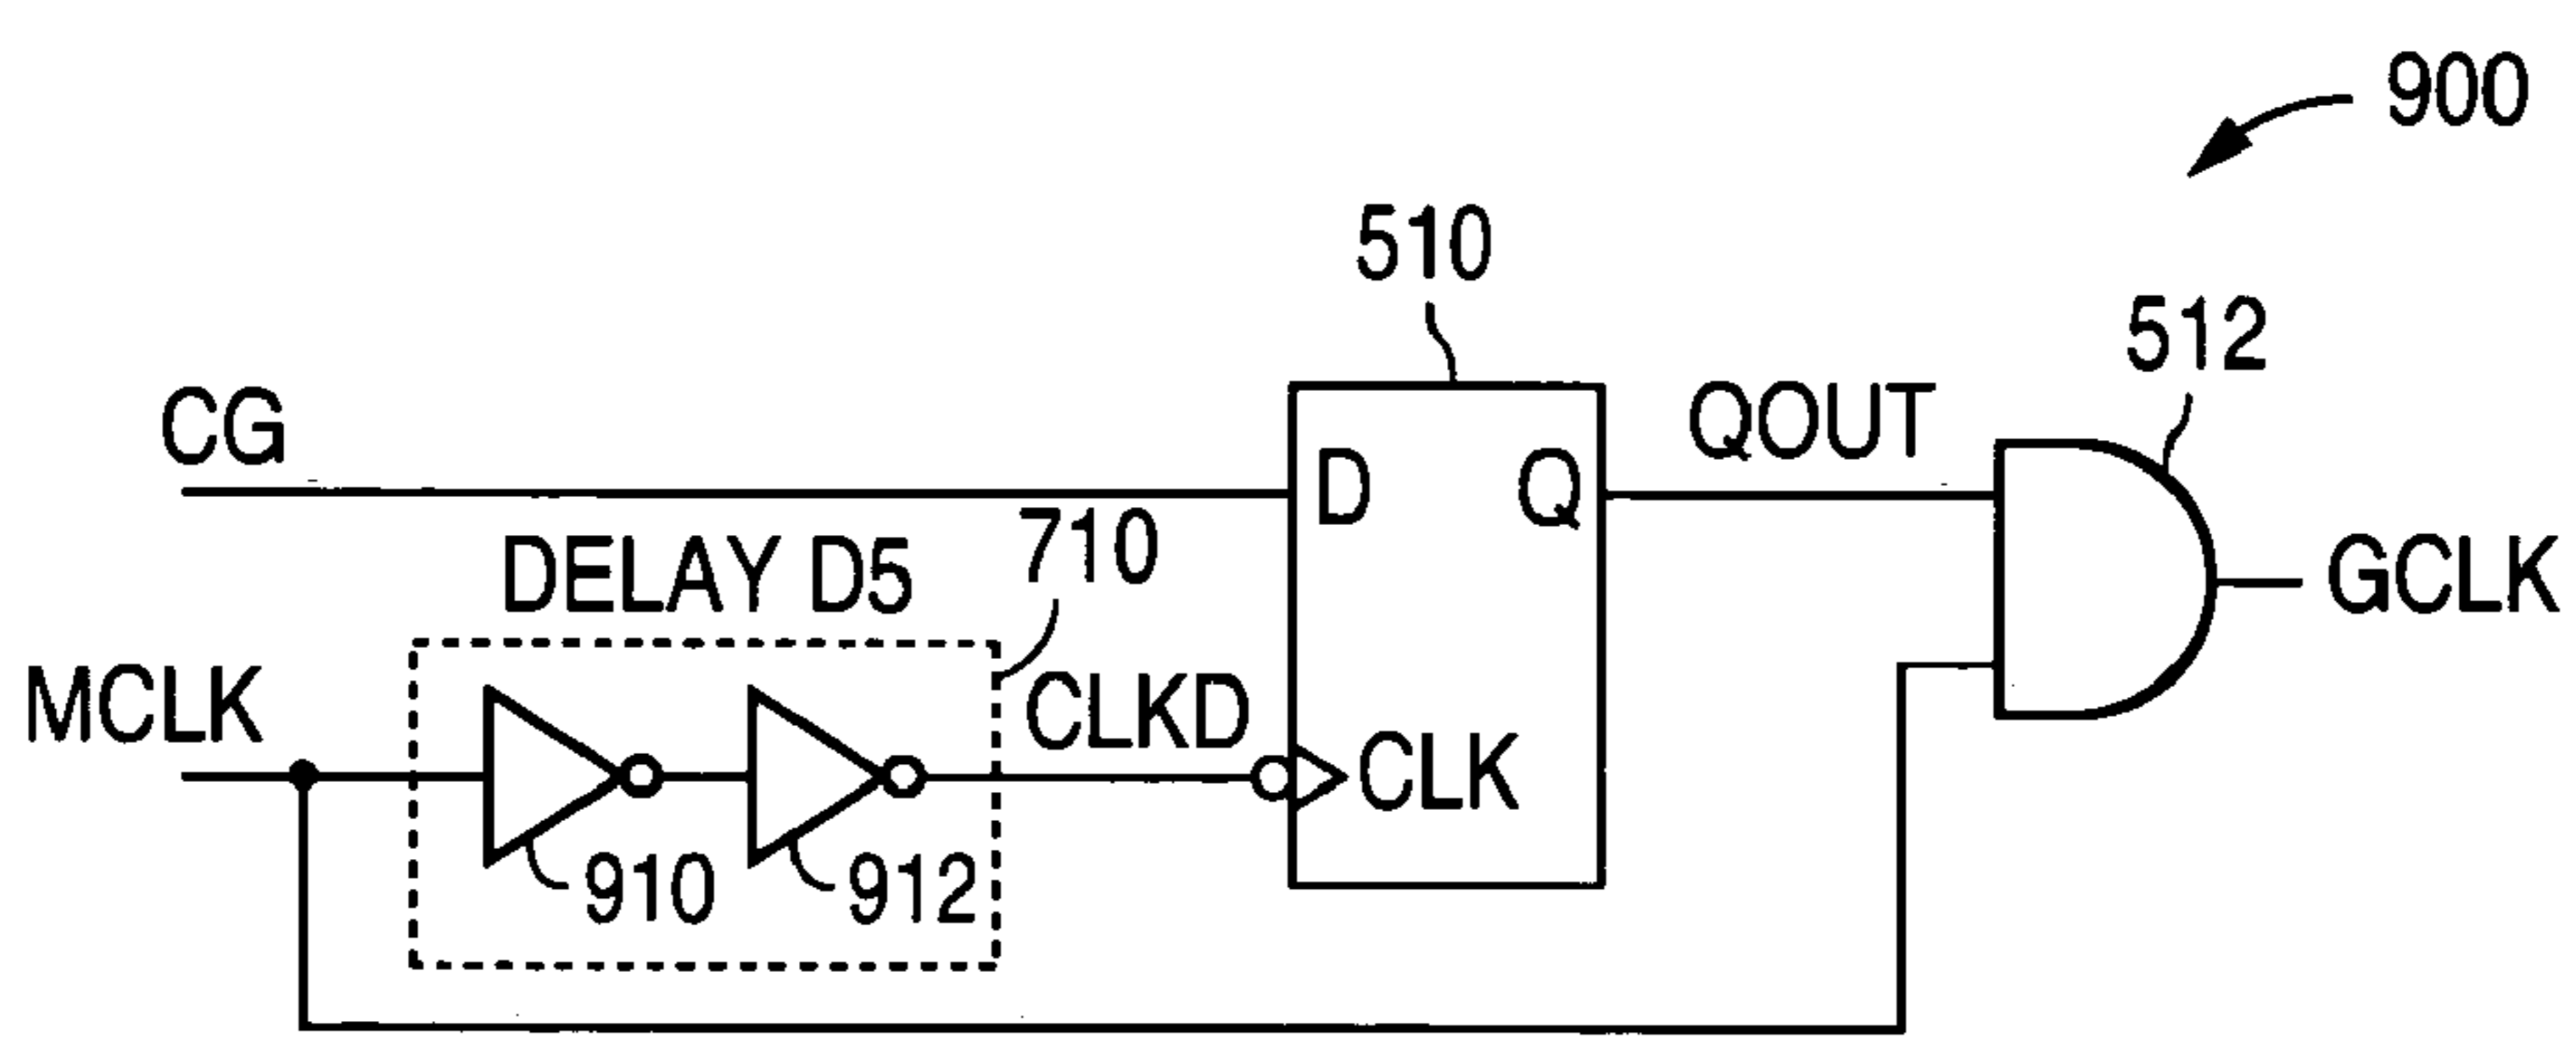 900
510
512
CG
QOUT
D
Q
710
DELAY D5
GCLK
MCLK
CLKD
CLK
910
912